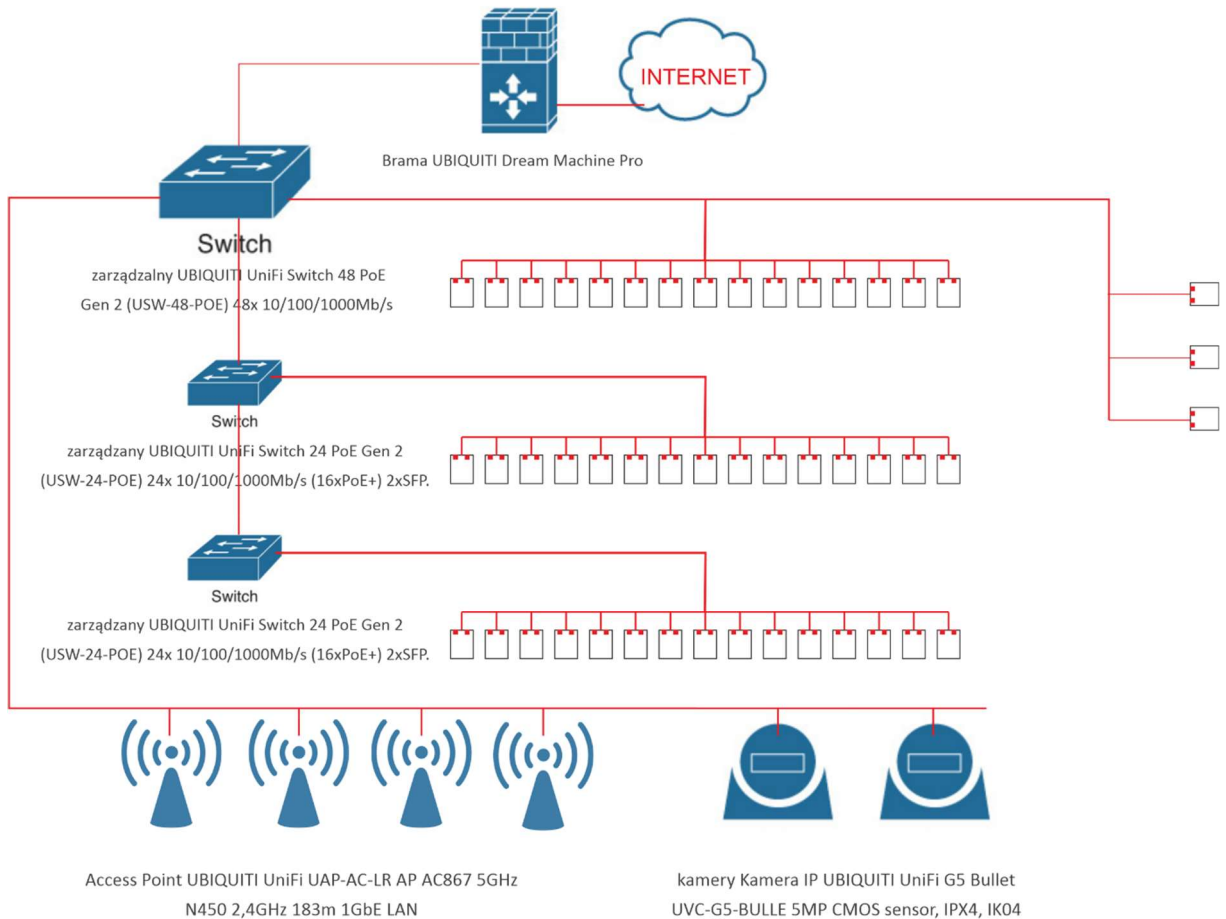 INTERNET
Brama UBIQUITI Dream Machine Pro
Switch
zarządzalny UBIQUITI UniFi Switch 48 PoE
Gen 2 (USW-48-POE) 48x 10/100/1000Mb/s
Switch
zarządzany UBIQUITI UniFi Switch 24 PoE Gen 2
(USW-24-POE) 24x 10/100/1000Mb/s (16xPoE+) 2xSFP.
Switch
zarządzany UBIQUITI UniFi Switch 24 PoE Gen 2
(USW-24-POE) 24x 10/100/1000Mb/s (16xPoE+) 2xSFP.
Access Point UBIQUITI UniFi UAP-AC-LR AP AC867 5GHz
N450 2,4GHz 183m 1GbE LAN
kamery Kamera IP UBIQUITI UniFi G5 Bullet
UVC-G5-BULLE 5MP CMOS sensor, IPX4, IK04